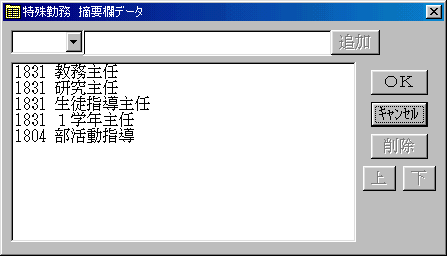 特殊勤務 摘要欄データ
追加
1831 教務主任
1831 研究主任
1831 生徒指導主任
1831 １学年主任
1804 部活動指導
ＯＫ
キャンセル
削除
上 下